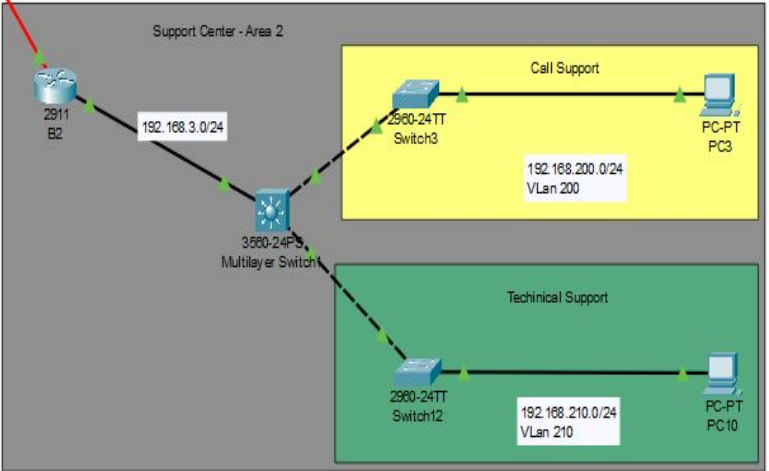 Support Center - Area 2
2911
B2
192.168.3.0/24
3560-24PS
Multilayer Switch1
Call Support
2960-24TT
Switch3
PC-PT
PC3
192.168.200.0/24
VLan 200
Techinical Support
2960-24TT
Switch12
PC-PT
PC10
192.168.210.0/24
VLan 210